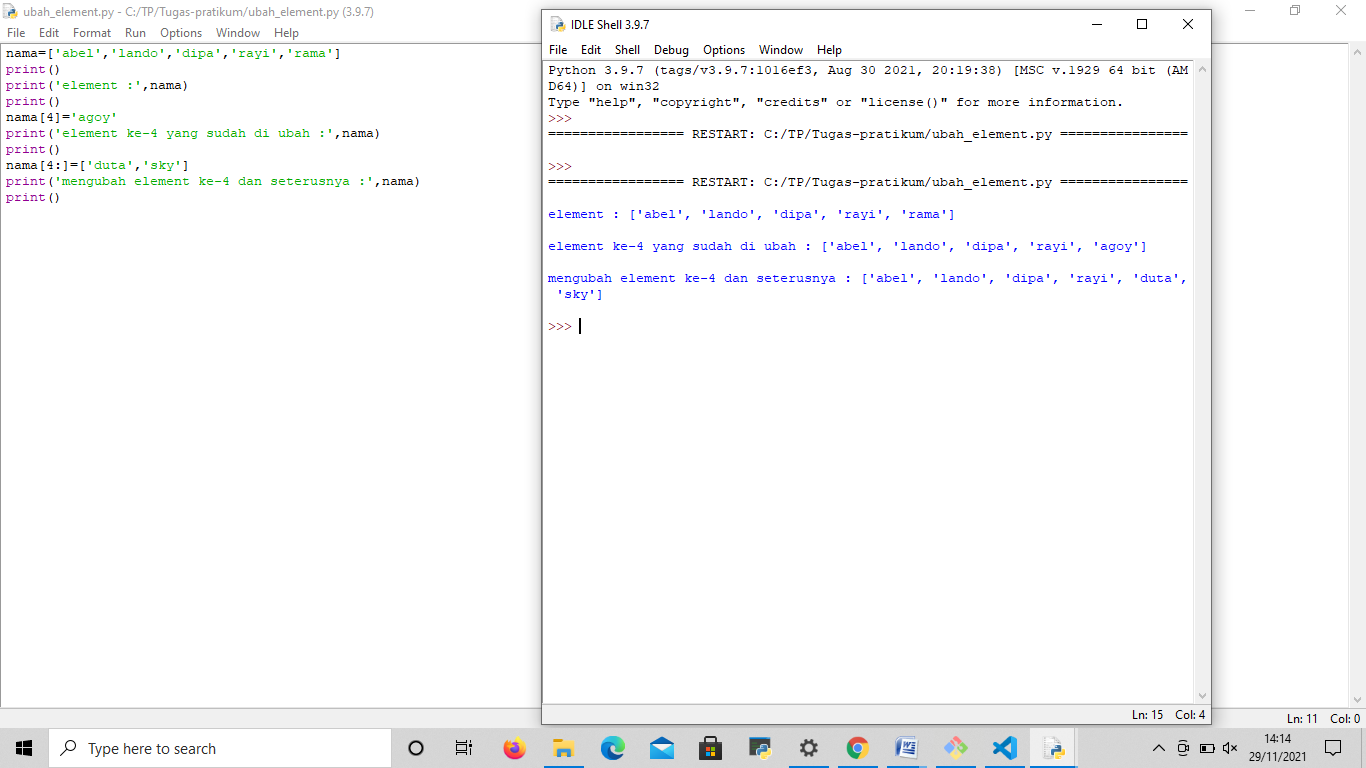 ubah_element.py - C:/TP/Tugas-pratikum/ubah_element.py (3.9.7)
File Edit Format Run Options Window Help
nama=['abel','lando','dipa','rayi','rama']
print()
print('element :',nama)
print()
nama[4]='agoy'
print('element ke-4 yang sudah di ubah :',nama)
print()
nama[4:]=['duta','sky']
print('mengubah element ke-4 dan seterusnya :',nama)
print()
IDLE Shell 3.9.7
File Edit Shell Debug Options Window Help
Python 3.9.7 (tags/v3.9.7:1016ef3, Aug 30 2021, 20:19:38) [MSC v.1929 64 bit (AM
D64)] on win32
Type "help", "copyright", "credits" or "license()" for more information.
>>>
================= RESTART: C:/TP/Tugas-pratikum/ubah_element.py ================
>>>
================= RESTART: C:/TP/Tugas-pratikum/ubah_element.py ================
element : ['abel', 'lando', 'dipa', 'rayi', 'rama']
element ke-4 yang sudah di ubah : ['abel', 'lando', 'dipa', 'rayi', 'agoy']
mengubah element ke-4 dan seterusnya : ['abel', 'lando', 'dipa', 'rayi', 'duta',
'sky']
>>>
Ln: 15 Col: 4
Ln: 11 Col: 0
Type here to search
14:14
29/11/2021